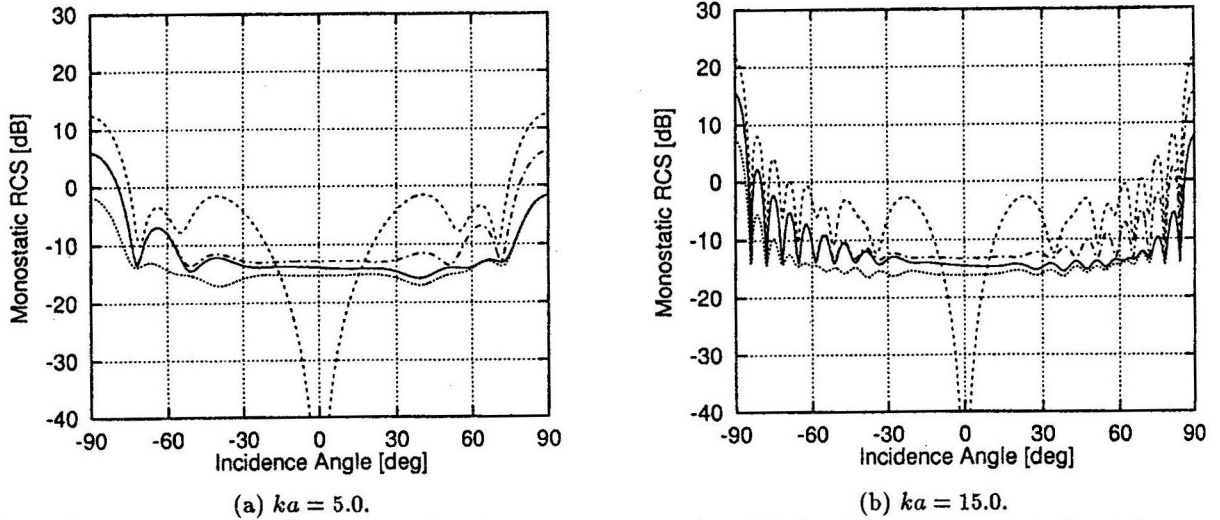 30
20
10
0
-10
-20
-30
-40
Monostatic RCS [dB]
-90 -60 -30 0 30 60 90
Incidence Angle [deg]
(a) ka = 5.0.
30
20
10
0
-10
-20
-30
-40
Monostatic RCS [dB]
-90 -60 -30 0 30 60 90
Incidence Angle [deg]
(b) ka = 15.0.